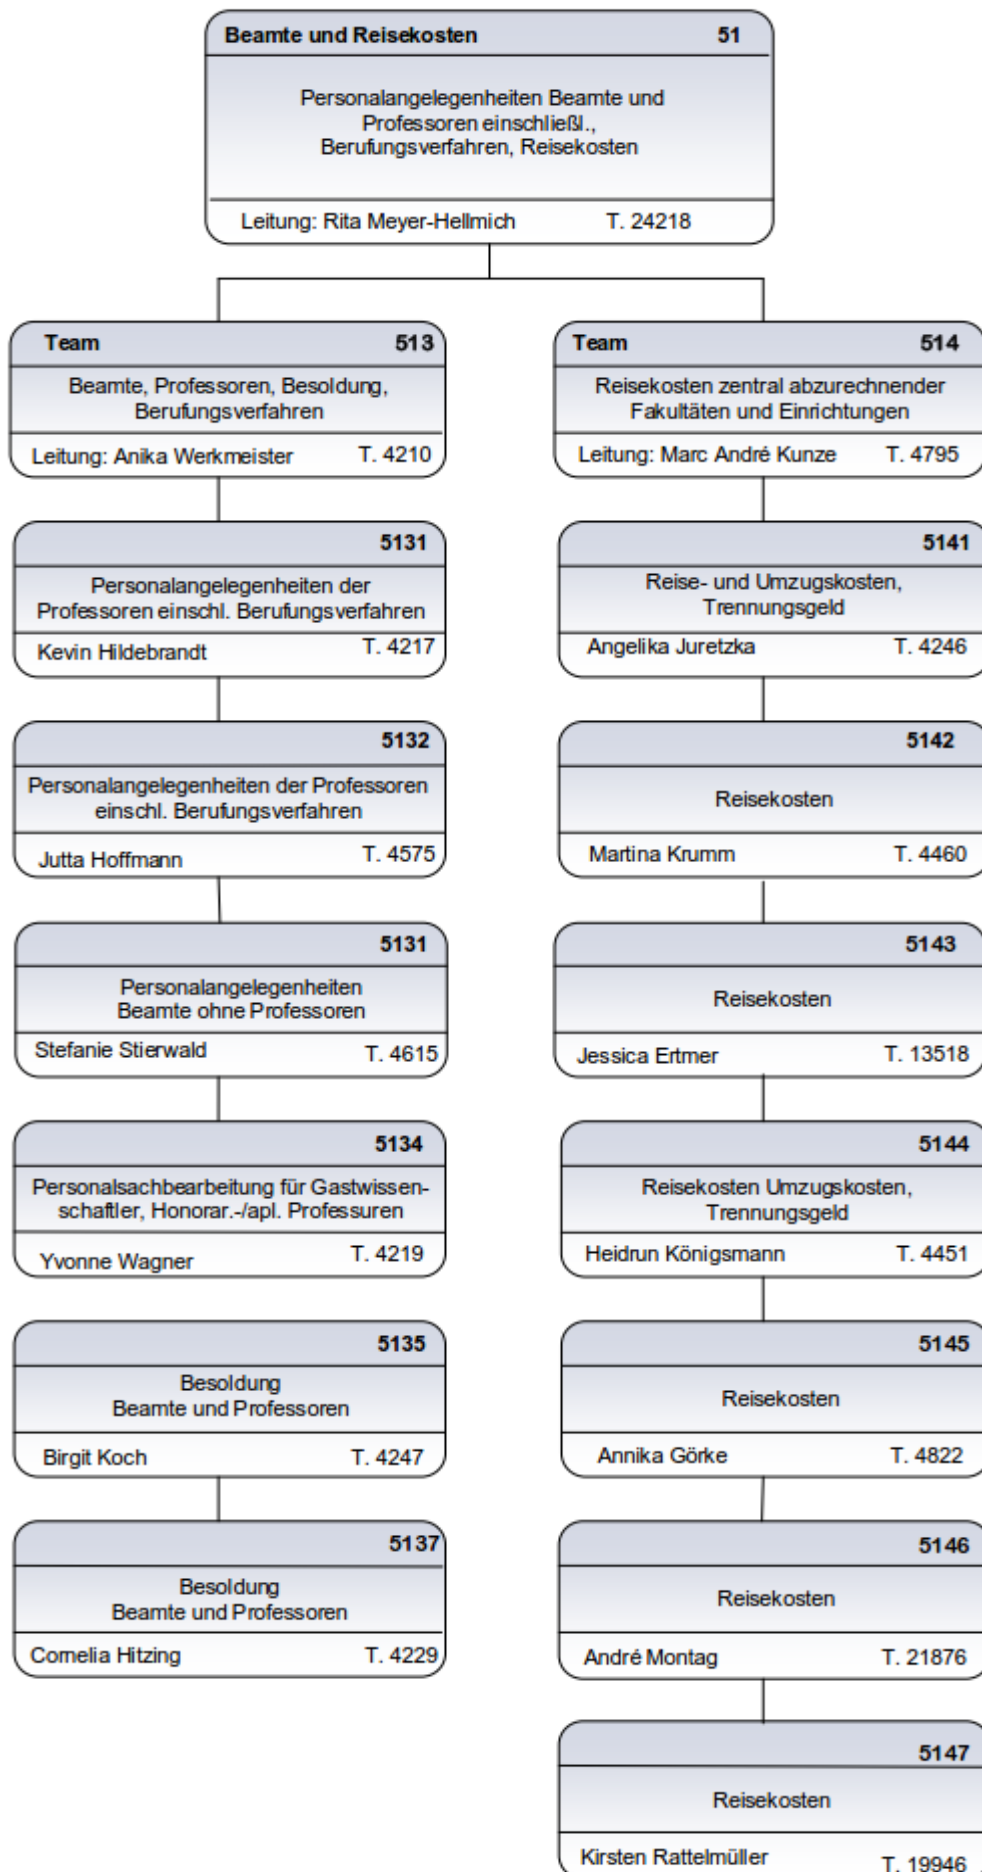 Beamte und Reisekosten 51
Personalangelegenheiten Beamte und
Professoren einschließl.,
Berufungsverfahren, Reisekosten
Leitung: Rita Meyer-Hellmich T. 24218
Team 513
Beamte, Professoren, Besoldung,
Berufungsverfahren
Leitung: Anika Werkmeister T. 4210
5131
Personalangelegenheiten der
Professoren einschl. Berufungsverfahren
Kevin Hildebrandt T. 4217
5132
Personalangelegenheiten der Professoren
einschl. Berufungsverfahren
Jutta Hoffmann T. 4575
5131
Personalangelegenheiten
Beamte ohne Professoren
Stefanie Stierwald T. 4615
5134
Personalsachbearbeitung für Gastwissen-
schaftler, Honorar.-/apl. Professuren
Yvonne Wagner T. 4219
5135
Besoldung
Beamte und Professoren
Birgit Koch T. 4247
5137
Besoldung
Beamte und Professoren
Cornelia Hitzing T. 4229
Team 514
Reisekosten zentral abzurechnender
Fakultäten und Einrichtungen
Leitung: Marc André Kunze T. 4795
5141
Reise- und Umzugskosten,
Trennungsgeld
Angelika Juretzka T. 4246
5142
Reisekosten
Martina Krumm T. 4460
5143
Reisekosten
Jessica Ertmer T. 13518
5144
Reisekosten Umzugskosten,
Trennungsgeld
Heidrun Königsmann T. 4451
5145
Reisekosten
Annika Görke T. 4822
5146
Reisekosten
André Montag T. 21876
5147
Reisekosten
Kirsten Rattelmüller T. 19946